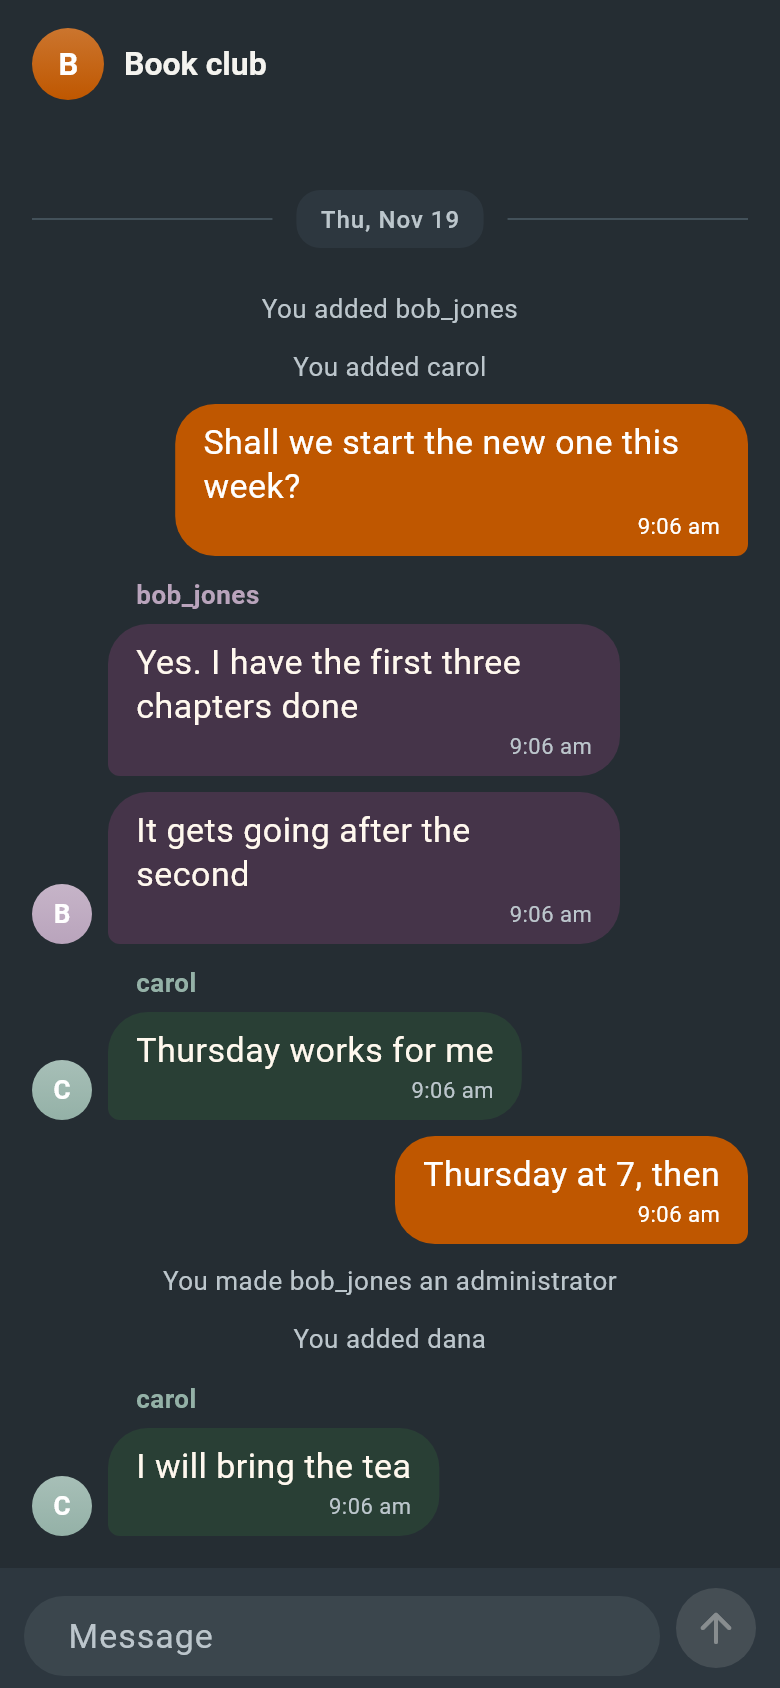 B
Book club
Thu, Nov 19
You added bob_jones
You added carol
Shall we start the new one this
week?
9:06 am
bob_jones
Yes. I have the first three
chapters done
9:06 am
It gets going after the
second
9:06 am
B
carol
Thursday works for me
9:06 am
C
Thursday at 7, then
9:06 am
You made bob_jones an administrator
You added dana
carol
I will bring the tea
9:06 am
C
Message